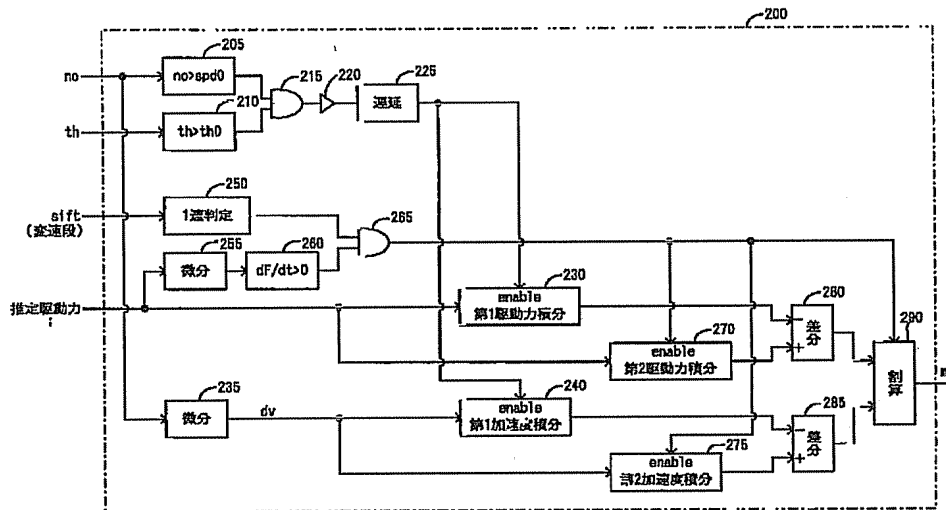 200
205
no
no>spd0
215
220
225
遅延
210
th
th>th0
250
sift
(変速段)
1速判定
265
255
260
微分
dF/dt>0
推定駆動力
230
enable
第1駆動力積分
280
差分
-
+
290
割算
m
270
enable
第2駆動力積分
235
微分
dv
240
enable
第1加速度積分
285
差分
-
+
275
enable
第2加速度積分